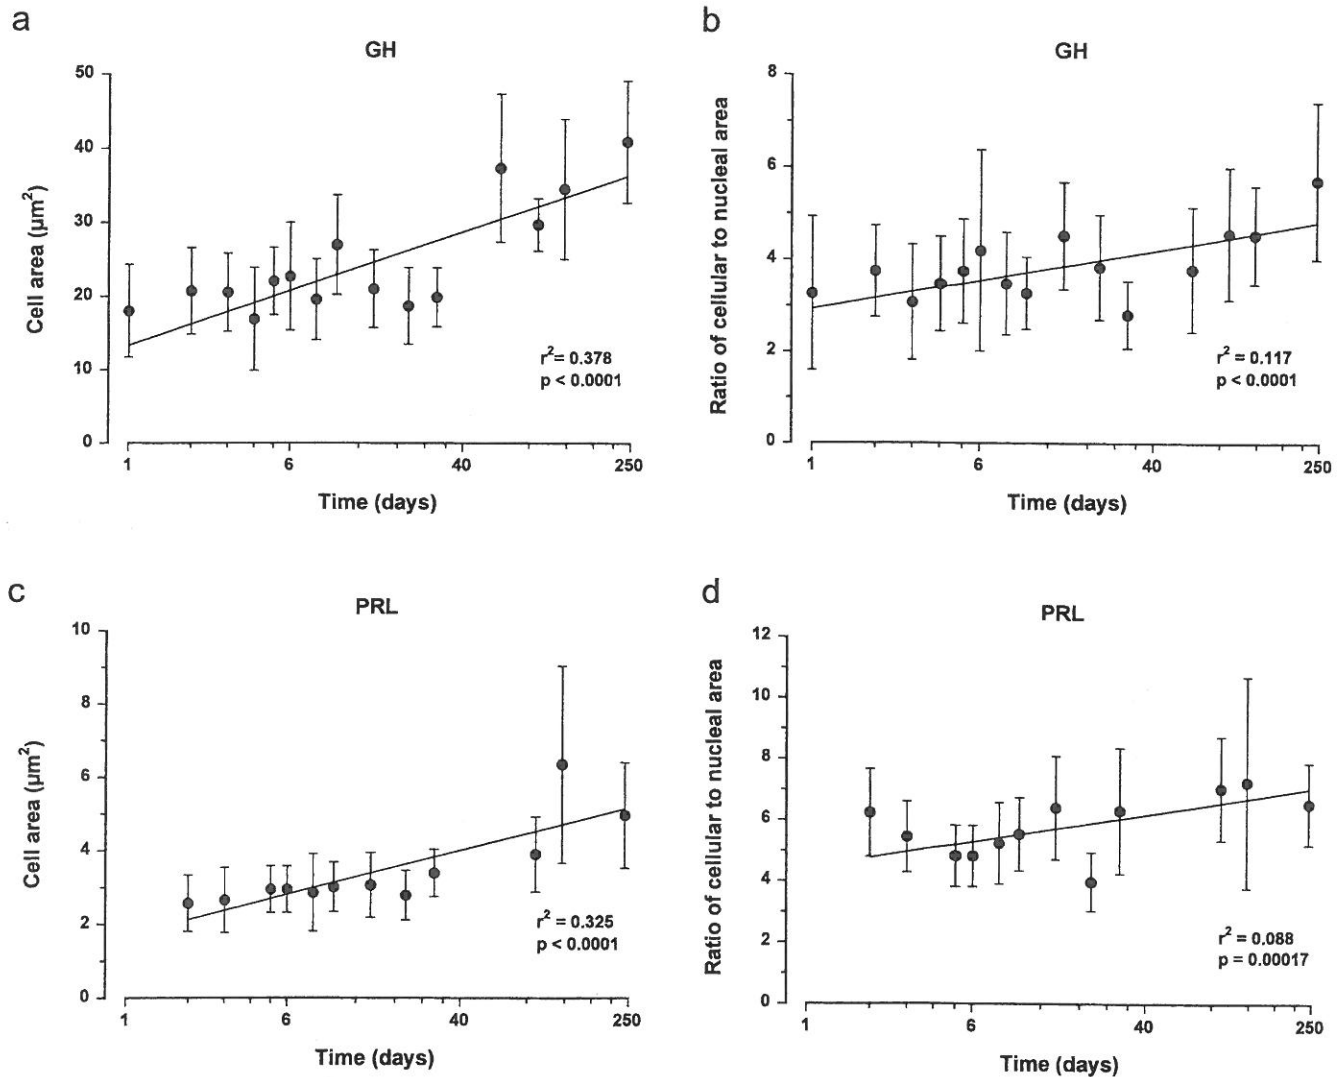 a
GH
Cell area (µm²)
50
40
30
20
10
0
r² = 0.378
p < 0.0001
1
6
40
250
Time (days)
b
GH
Ratio of cellular to nuclear area
8
6
4
2
0
r² = 0.117
p < 0.0001
1
6
40
250
Time (days)
c
PRL
Cell area (µm²)
10
8
6
4
2
0
r² = 0.325
p < 0.0001
1
6
40
250
Time (days)
d
PRL
Ratio of cellular to nuclear area
12
10
8
6
4
2
0
r² = 0.088
p = 0.00017
1
6
40
250
Time (days)